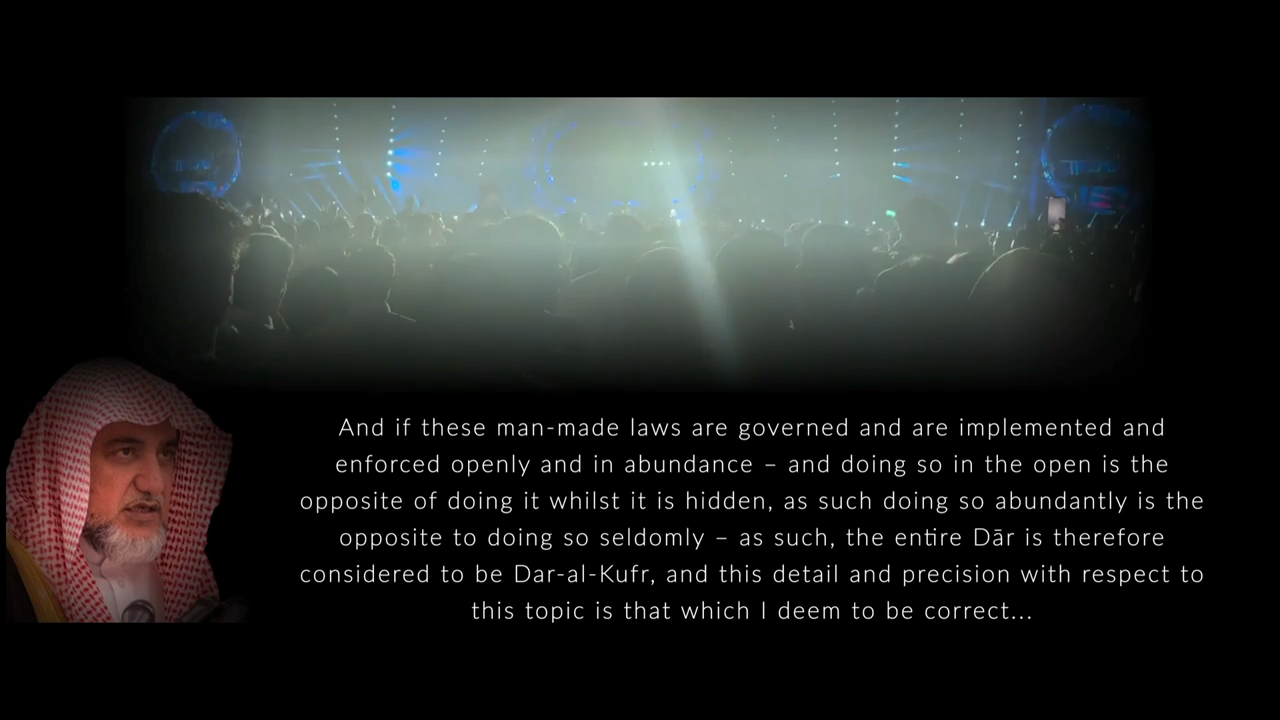 And if these man-made laws are governed and are implemented and
enforced openly and in abundance – and doing so in the open is the
opposite of doing it whilst it is hidden, as such doing so abundantly is the
opposite to doing so seldomly – as such, the entire Dār is therefore
considered to be Dar-al-Kufr, and this detail and precision with respect to
this topic is that which I deem to be correct...